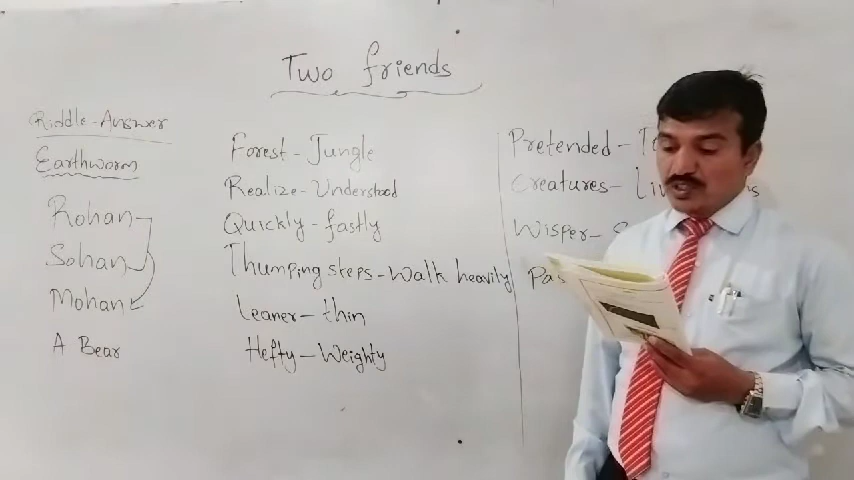 Two friends
Riddle-Answer
Earthworm
Rohan
Sohan
Mohan
A Bear
Forest - Jungle
Realize - Understood
Quickly - fastly
Thumping steps - Walk heavily
Leaner - thin
Hefty - Weighty
Pretended -
Creatures -
Wisper -